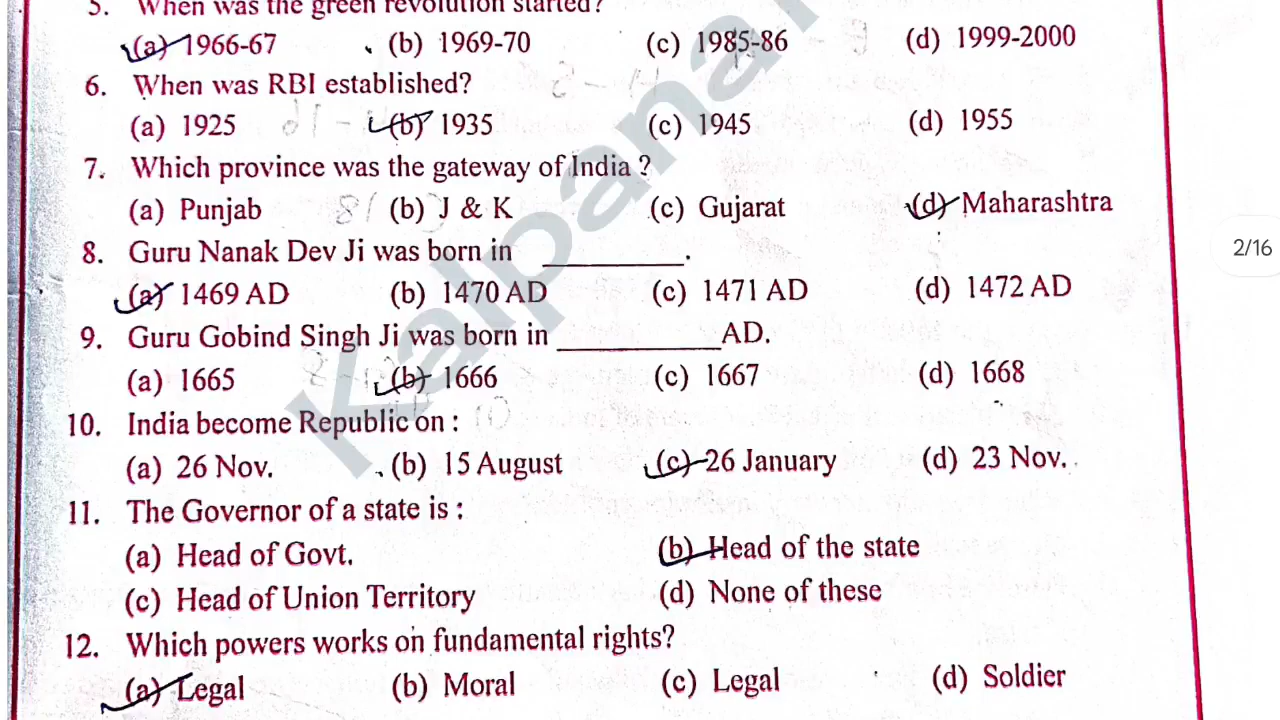 5. When was the green revolution started?
(a) 1966-67 (b) 1969-70 (c) 1985-86 (d) 1999-2000
6. When was RBI established?
(a) 1925 (b) 1935 (c) 1945 (d) 1955
7. Which province was the gateway of India ?
(a) Punjab (b) J & K (c) Gujarat (d) Maharashtra
8. Guru Nanak Dev Ji was born in __________.
(a) 1469 AD (b) 1470 AD (c) 1471 AD (d) 1472 AD
9. Guru Gobind Singh Ji was born in ___________AD.
(a) 1665 (b) 1666 (c) 1667 (d) 1668
10. India become Republic on :
(a) 26 Nov. (b) 15 August (c) 26 January (d) 23 Nov.
11. The Governor of a state is :
(a) Head of Govt. (b) Head of the state
(c) Head of Union Territory (d) None of these
12. Which powers works on fundamental rights?
(a) Legal (b) Moral (c) Legal (d) Soldier
Kalpana
2/16